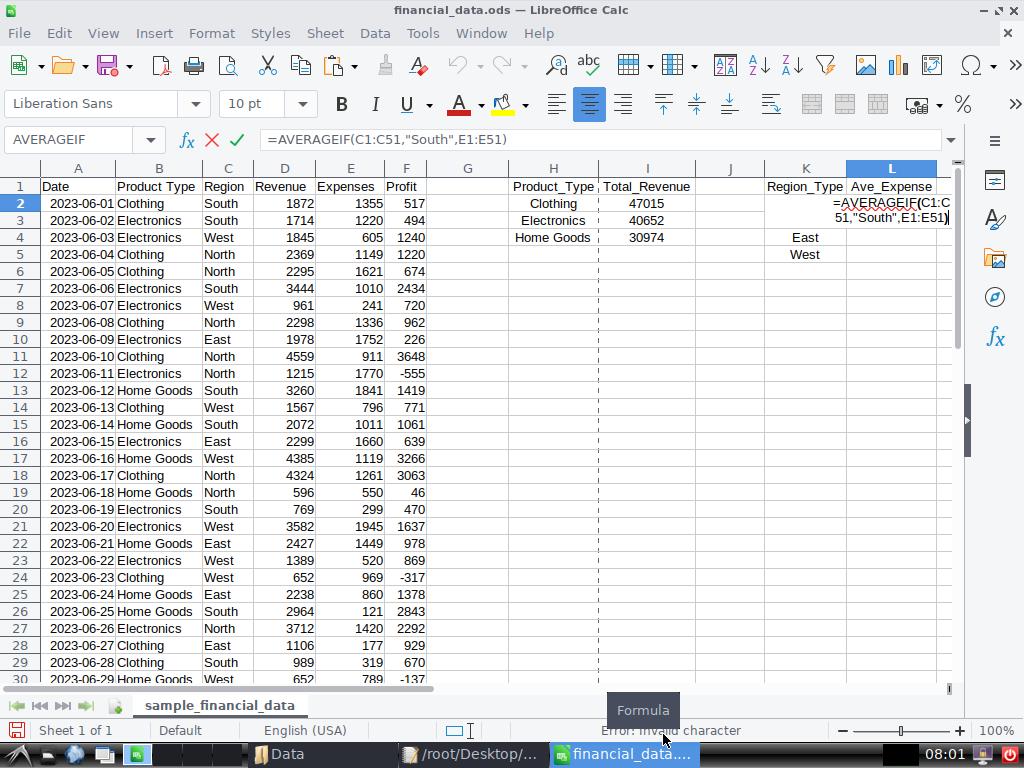 financial_data.ods — LibreOffice Calc
File Edit View Insert Format Styles Sheet Data Tools Window Help
Liberation Sans 10 pt
AVERAGEIF =AVERAGEIF(C1:C51,"South",E1:E51)
A B C D E F G H I J K L
1 Date Product Type Region Revenue Expenses Profit Product_Type Total_Revenue Region_Type Ave_Expense
2 2023-06-01 Clothing South 1872 1355 517 Clothing 47015 =AVERAGEIF(C1:C
3 2023-06-02 Electronics South 1714 1220 494 Electronics 40652 51,"South",E1:E51)
4 2023-06-03 Electronics West 1845 605 1240 Home Goods 30974 East
5 2023-06-04 Clothing North 2369 1149 1220 West
6 2023-06-05 Clothing North 2295 1621 674
7 2023-06-06 Electronics South 3444 1010 2434
8 2023-06-07 Electronics West 961 241 720
9 2023-06-08 Clothing North 2298 1336 962
10 2023-06-09 Electronics East 1978 1752 226
11 2023-06-10 Clothing North 4559 911 3648
12 2023-06-11 Electronics North 1215 1770 -555
13 2023-06-12 Home Goods South 3260 1841 1419
14 2023-06-13 Clothing West 1567 796 771
15 2023-06-14 Home Goods South 2072 1011 1061
16 2023-06-15 Electronics East 2299 1660 639
17 2023-06-16 Home Goods West 4385 1119 3266
18 2023-06-17 Clothing North 4324 1261 3063
19 2023-06-18 Home Goods North 596 550 46
20 2023-06-19 Electronics South 769 299 470
21 2023-06-20 Electronics West 3582 1945 1637
22 2023-06-21 Home Goods East 2427 1449 978
23 2023-06-22 Electronics West 1389 520 869
24 2023-06-23 Clothing West 652 969 -317
25 2023-06-24 Home Goods East 2238 860 1378
26 2023-06-25 Home Goods South 2964 121 2843
27 2023-06-26 Electronics North 3712 1420 2292
28 2023-06-27 Clothing East 1106 177 929
29 2023-06-28 Clothing South 989 319 670
30 2023-06-29 Home Goods West 652 789 -137
sample_financial_data
Formula
Sheet 1 of 1 Default English (USA) Error: Invalid character 100%
Data /root/Desktop/... financial_data.... 08:01